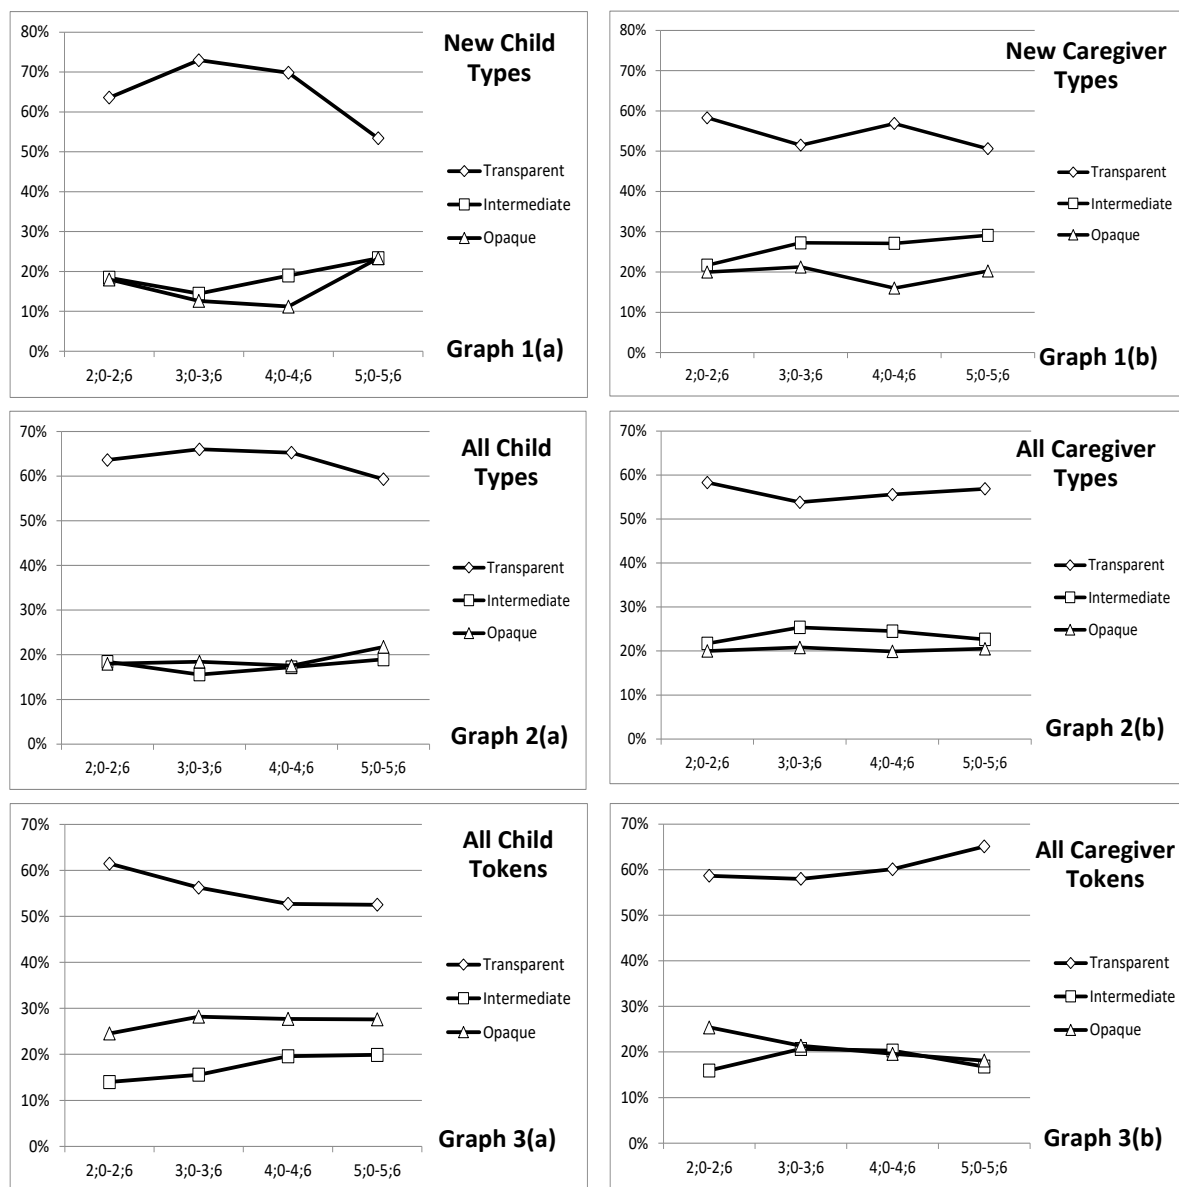 New Child
Types
80%
70%
60%
50%
40%
30%
20%
10%
0%
Transparent
Intermediate
Opaque
Graph 1(a)
2;0-2;6 3;0-3;6 4;0-4;6 5;0-5;6
New Caregiver
Types
80%
70%
60%
50%
40%
30%
20%
10%
0%
Transparent
Intermediate
Opaque
Graph 1(b)
2;0-2;6 3;0-3;6 4;0-4;6 5;0-5;6
All Child
Types
70%
60%
50%
40%
30%
20%
10%
0%
Transparent
Intermediate
Opaque
Graph 2(a)
2;0-2;6 3;0-3;6 4;0-4;6 5;0-5;6
All Caregiver
Types
70%
60%
50%
40%
30%
20%
10%
0%
Transparent
Intermediate
Opaque
Graph 2(b)
2;0-2;6 3;0-3;6 4;0-4;6 5;0-5;6
All Child
Tokens
70%
60%
50%
40%
30%
20%
10%
0%
Transparent
Intermediate
Opaque
Graph 3(a)
2;0-2;6 3;0-3;6 4;0-4;6 5;0-5;6
All Caregiver
Tokens
70%
60%
50%
40%
30%
20%
10%
0%
Transparent
Intermediate
Opaque
Graph 3(b)
2;0-2;6 3;0-3;6 4;0-4;6 5;0-5;6